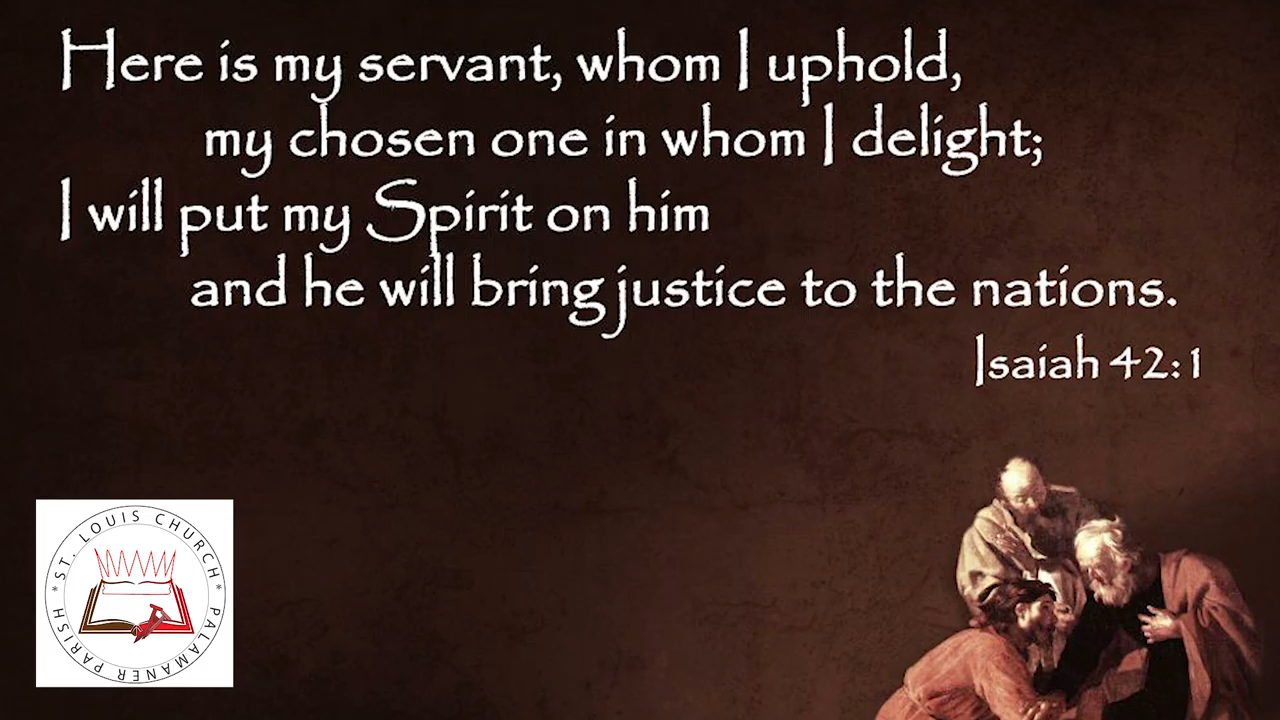 Here is my servant, whom I uphold,
my chosen one in whom I delight;
I will put my Spirit on him
and he will bring justice to the nations.
Isaiah 42:1
* ST. LOUIS CHURCH * PALAMANER PARISH